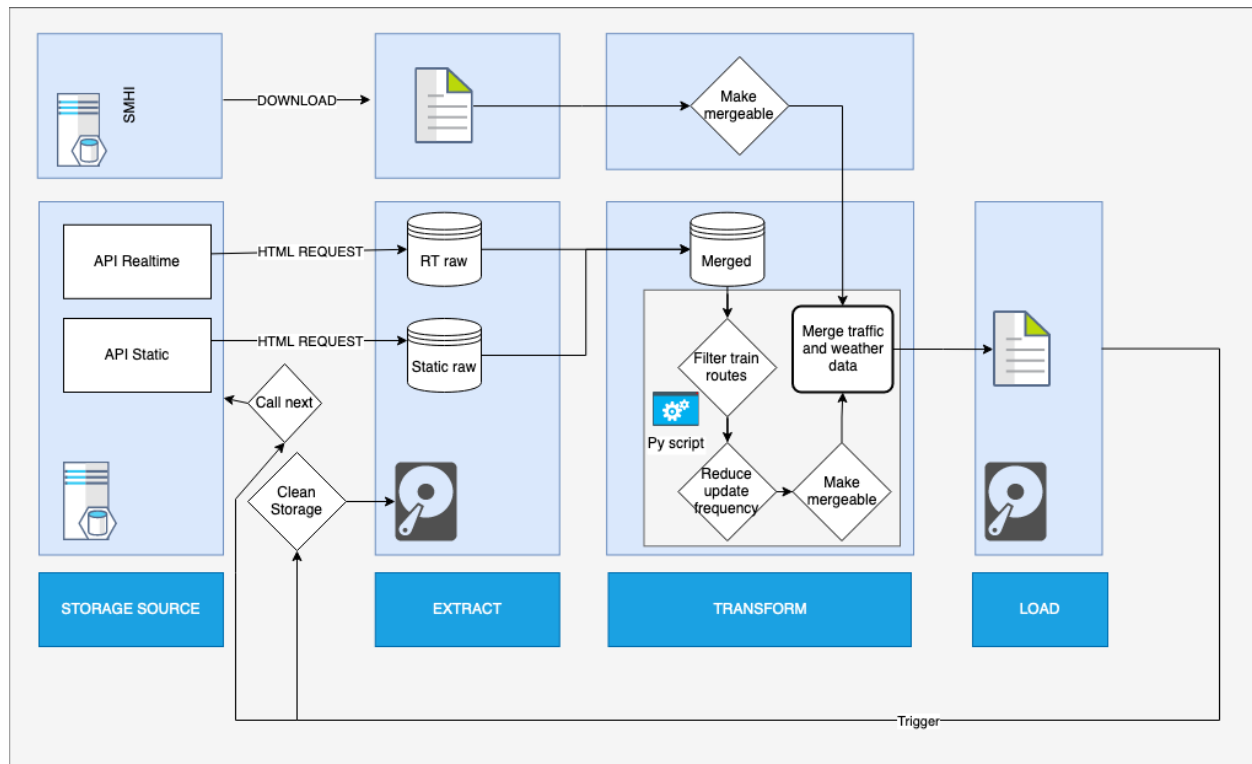 SMHI
DOWNLOAD
Make
mergeable
API Realtime
HTML REQUEST
RT raw
Merged
API Static
HTML REQUEST
Static raw
Filter train
routes
Merge traffic
and weather
data
Call next
Py script
Clean
Storage
Reduce
update
frequency
Make
mergeable
STORAGE SOURCE
EXTRACT
TRANSFORM
LOAD
Trigger